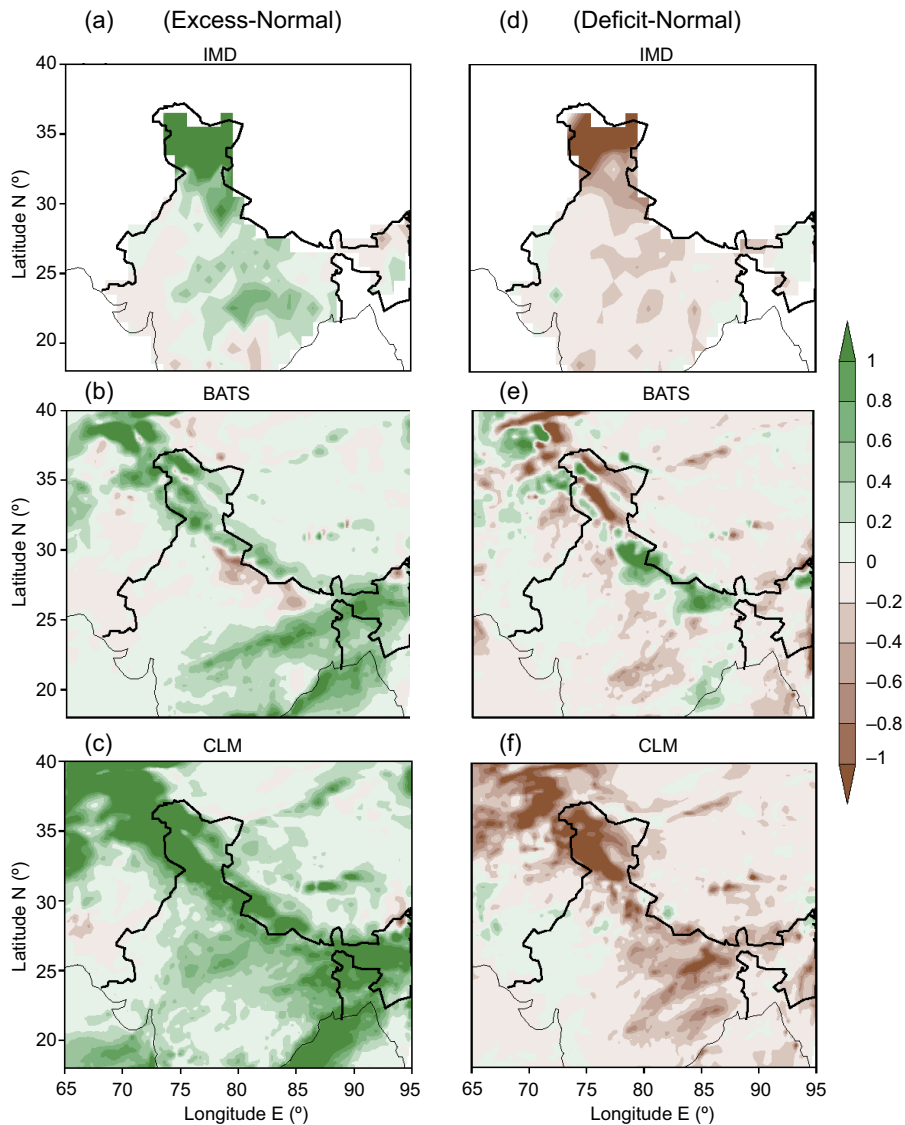 (a) (Excess-Normal)
IMD
40
35
30
25
20
Latitude N (º)
(d) (Deficit-Normal)
IMD
(b) BATS
40
35
30
25
20
Latitude N (º)
(e) BATS
(c) CLM
40
35
30
25
20
Latitude N (º)
65 70 75 80 85 90 95
Longitude E (º)
(f) CLM
65 70 75 80 85 90 95
Longitude E (º)
1
0.8
0.6
0.4
0.2
0
–0.2
–0.4
–0.6
–0.8
–1